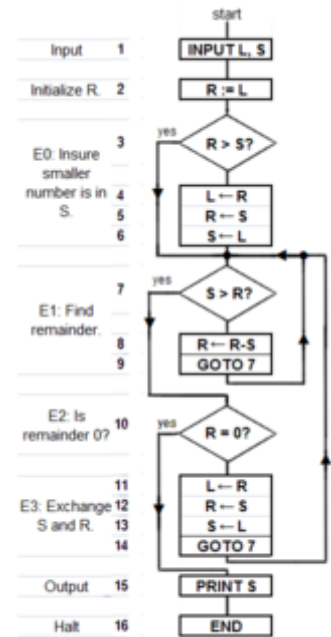 start
Input 1 INPUT L, S
Initialize R. 2 R := L
3 yes R > S?
E0: Insure
smaller
number is in
S.
4 L ← R
5 R ← S
6 S ← L
7 yes S > R?
E1: Find
remainder.
8 R ← R-S
9 GOTO 7
E2: Is
remainder 0?
10 yes R = 0?
11 L ← R
E3: Exchange
S and R.
12 R ← S
13 S ← L
14 GOTO 7
Output 15 PRINT S
Halt 16 END